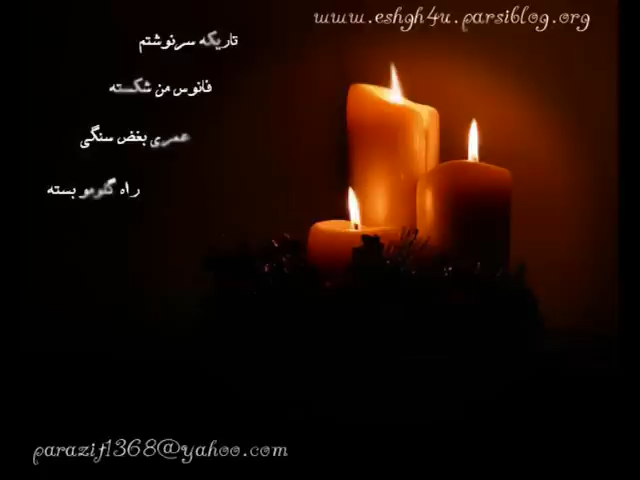 www.eshgh4u.parsiblog.org
تاریکه سرنوشتم
فانوس من شکسته
عمری بغض سنگی
راه گلومو بسته
parazit1368@yahoo.com